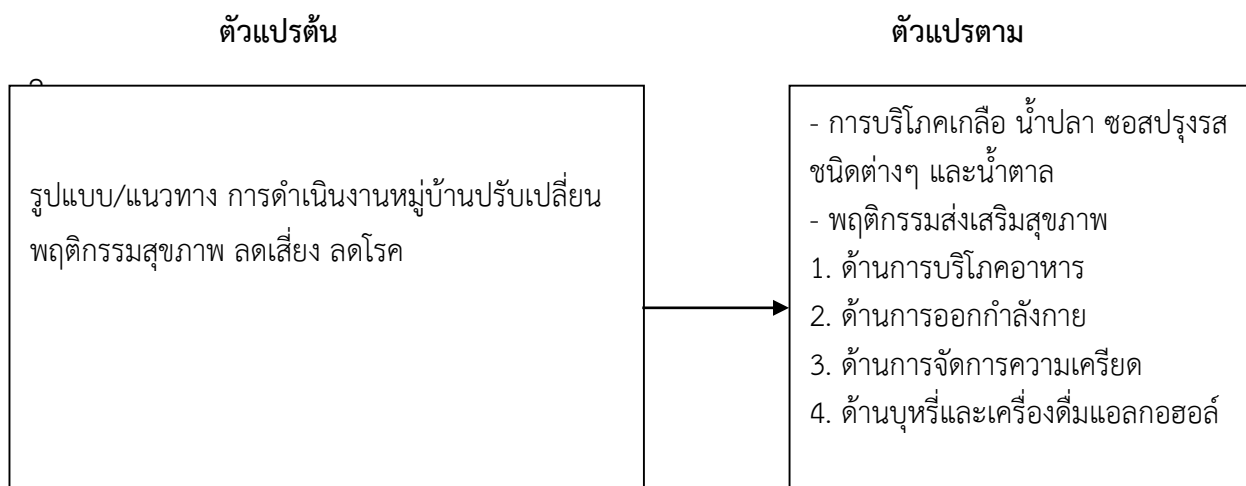 ตัวแปรต้น
ตัวแปรตาม
รูปแบบ/แนวทาง การดำเนินงานหมู่บ้านปรับเปลี่ยน
พฤติกรรมสุขภาพ ลดเสี่ยง ลดโรค
- การบริโภคเกลือ น้ำปลา ซอสปรุงรส
ชนิดต่างๆ และน้ำตาล
- พฤติกรรมส่งเสริมสุขภาพ
1. ด้านการบริโภคอาหาร
2. ด้านการออกกำลังกาย
3. ด้านการจัดการความเครียด
4. ด้านบุหรี่และเครื่องดื่มแอลกอฮอล์